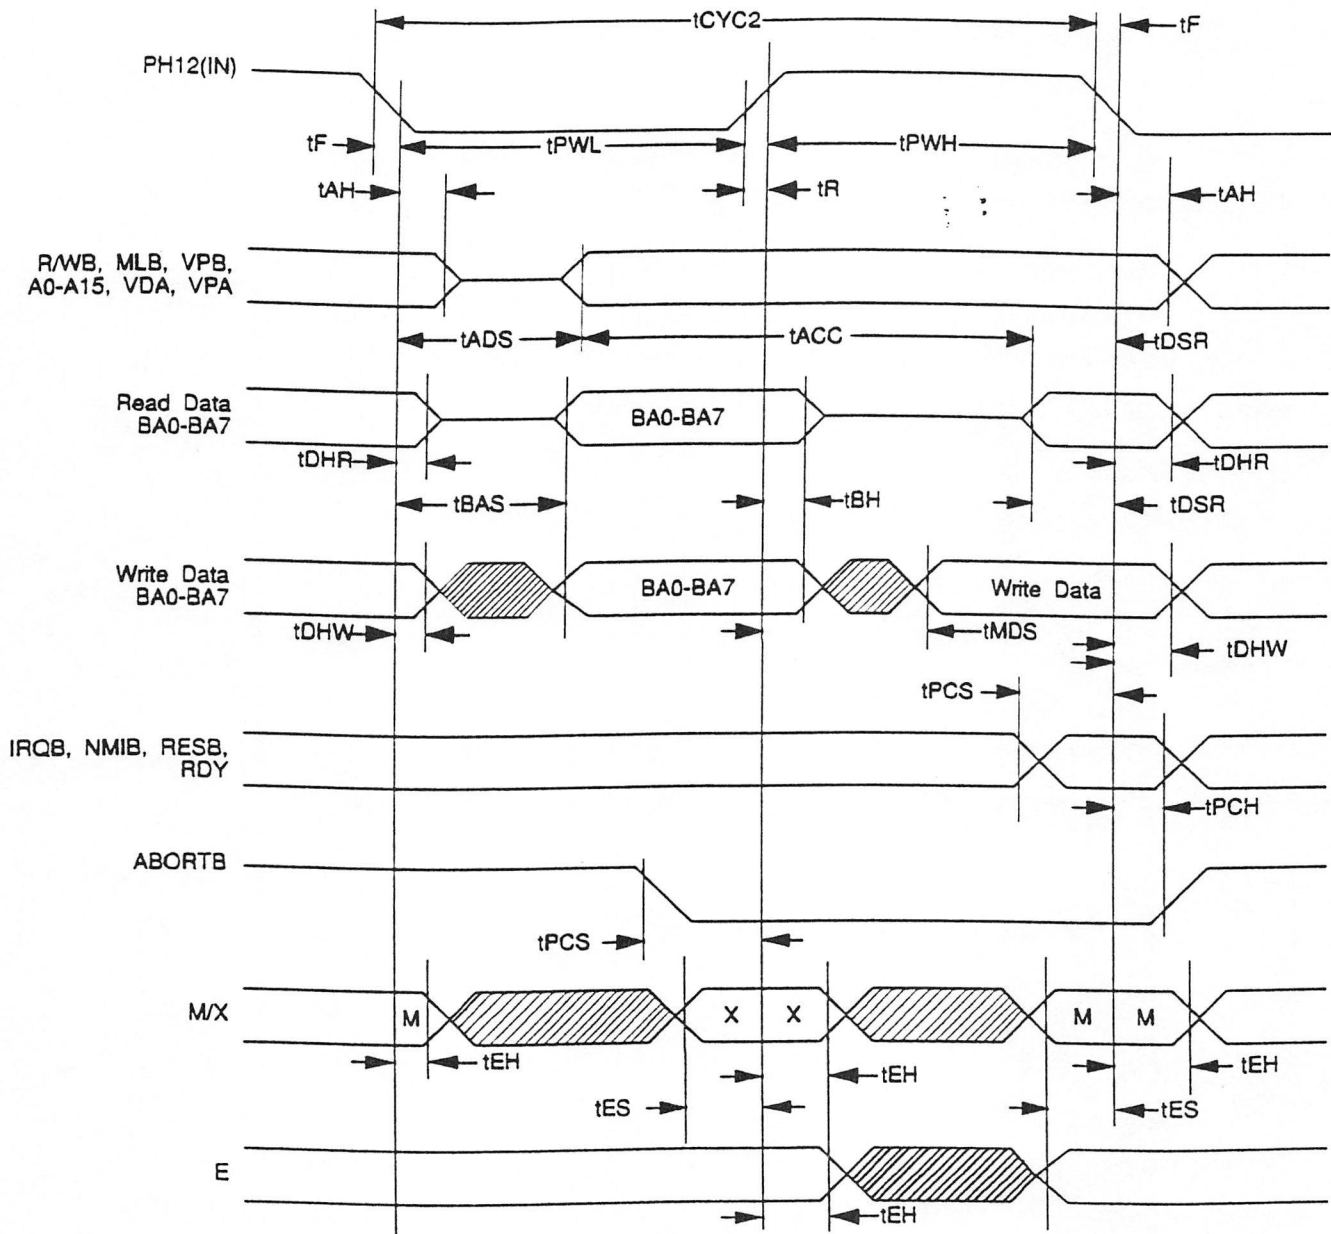 tCYC2
tF
PH12(IN)
tF
tPWL
tPWH
tAH
tR
tAH
R/WB, MLB, VPB,
A0-A15, VDA, VPA
tADS
tACC
tDSR
Read Data
BA0-BA7
BA0-BA7
tDHR
tDHR
tBAS
tBH
tDSR
Write Data
BA0-BA7
BA0-BA7
Write Data
tDHW
tMDS
tDHW
tPCS
IRQB, NMIB, RESB,
RDY
tPCH
ABORTB
tPCS
M/X
M
X
X
M
M
tEH
tEH
tEH
tES
tES
E
tEH